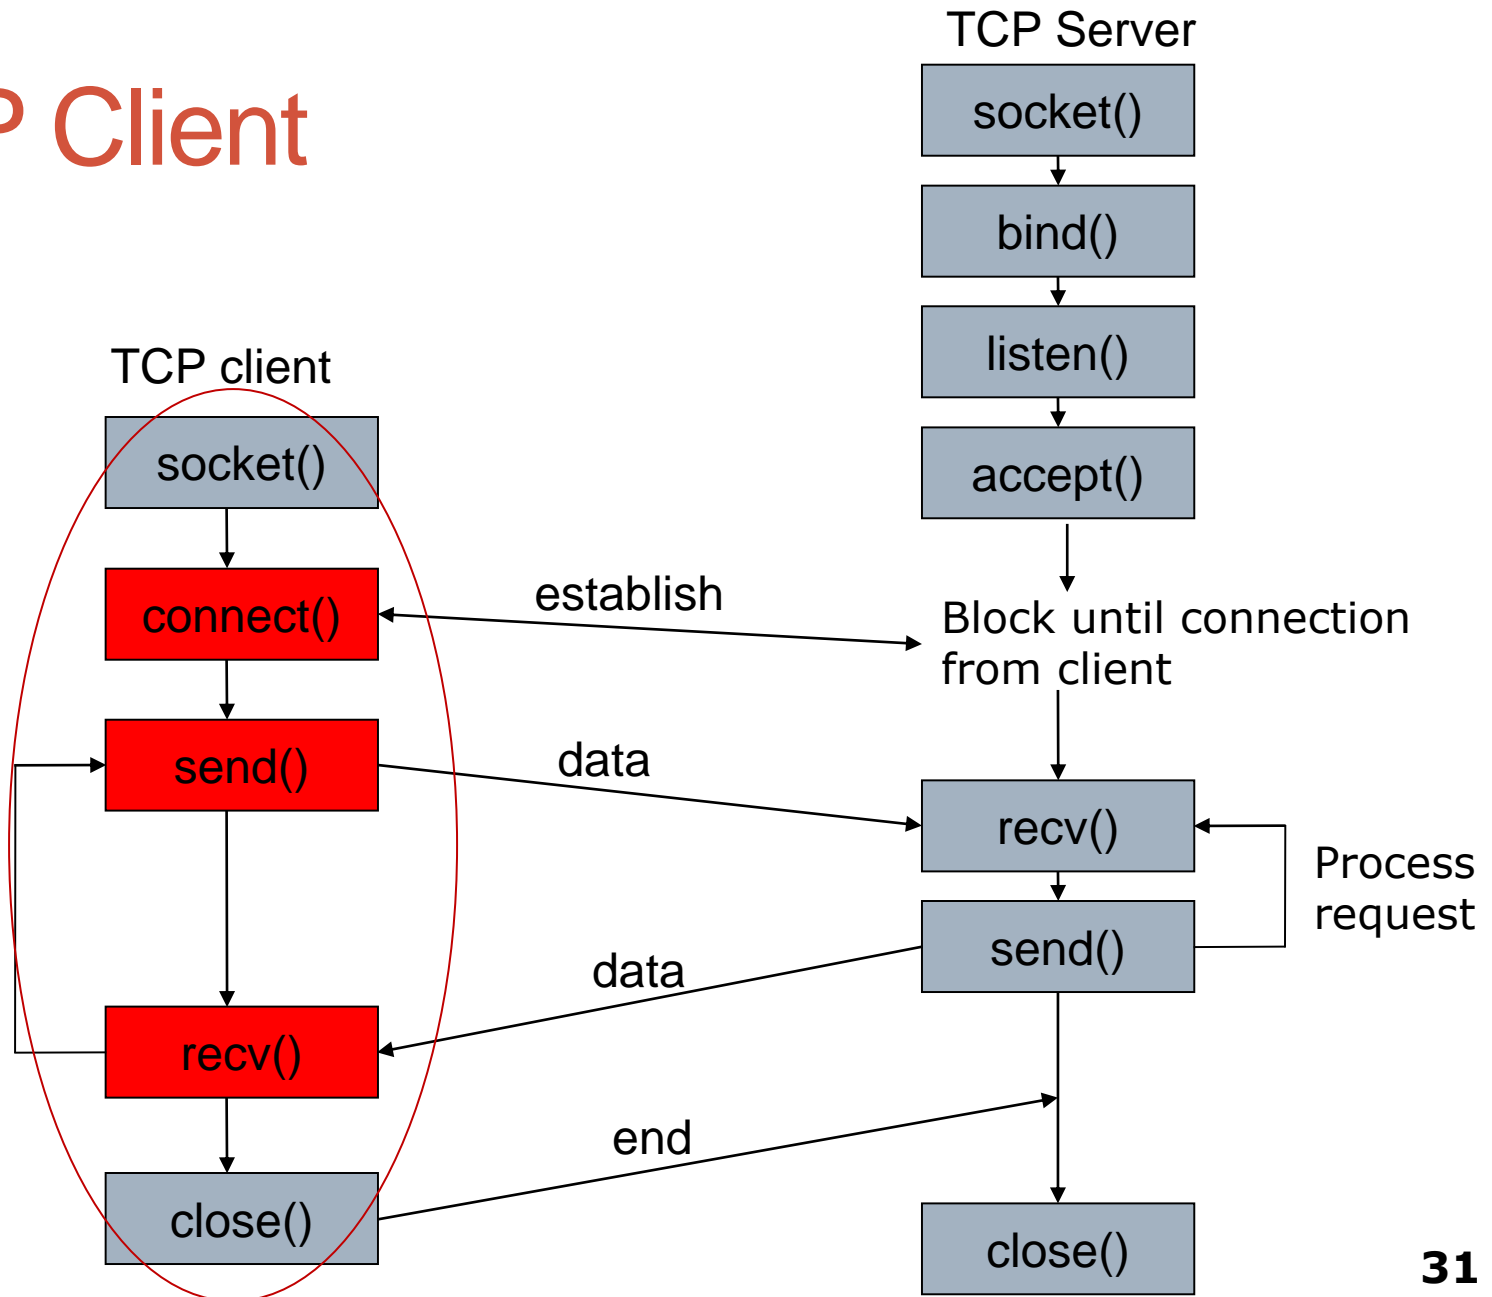 P Client
TCP Server
socket()
bind()
listen()
accept()
Block until connection
from client
recv()
send()
Process
request
close()
TCP client
socket()
connect()
send()
recv()
close()
establish
data
data
end
31